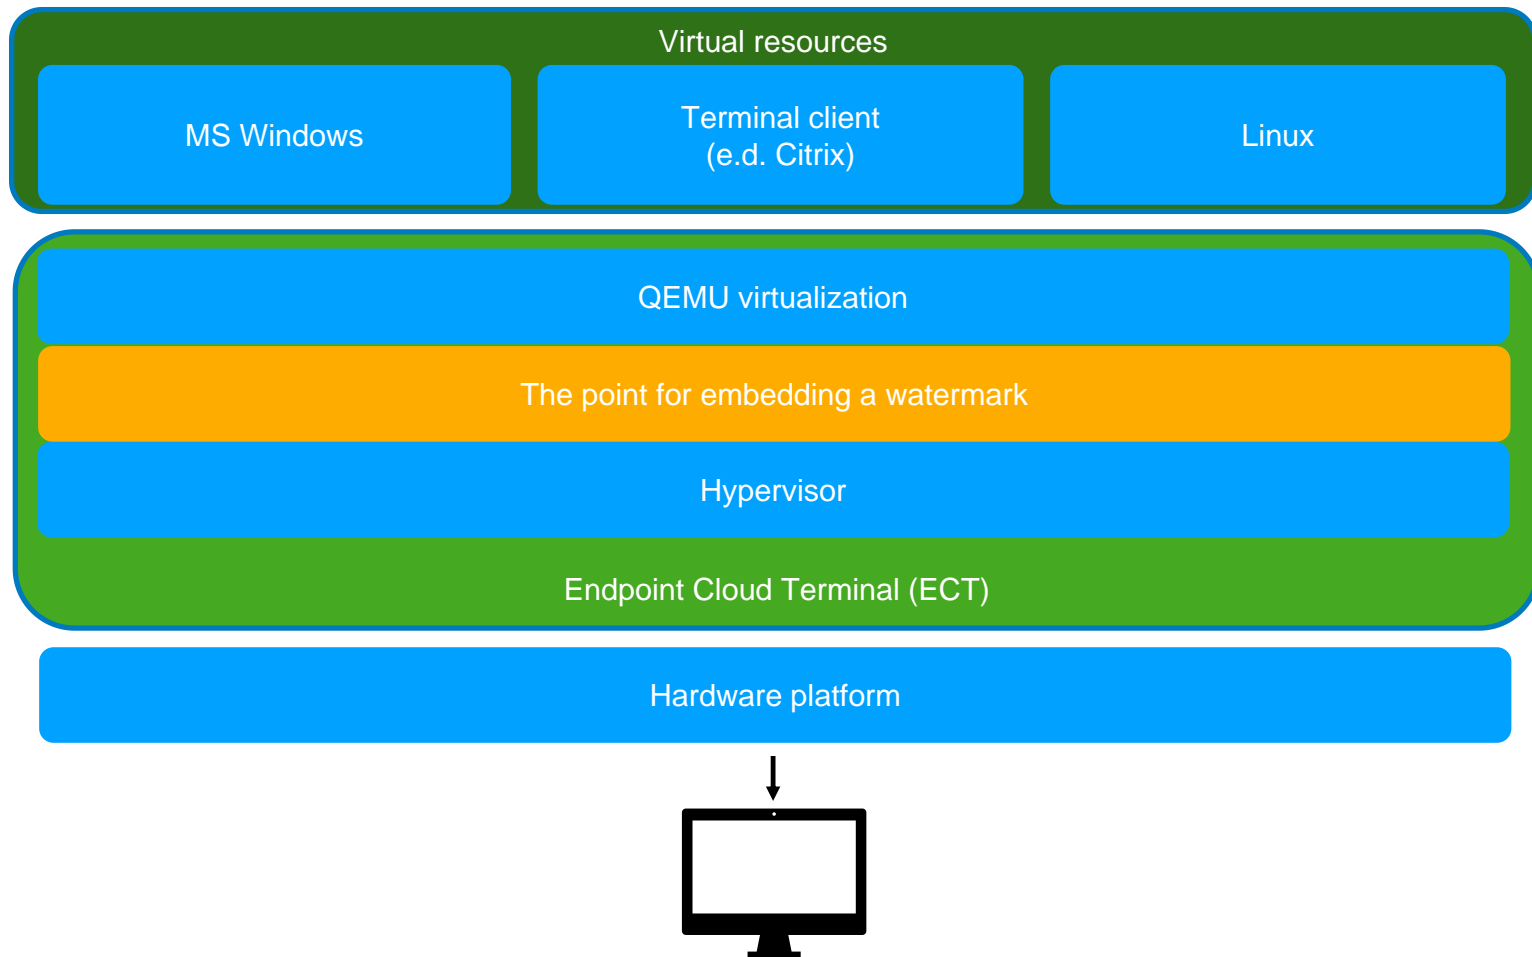 Virtual resources
MS Windows
Terminal client
(e.d. Citrix)
Linux
QEMU virtualization
The point for embedding a watermark
Hypervisor
Endpoint Cloud Terminal (ECT)
Hardware platform